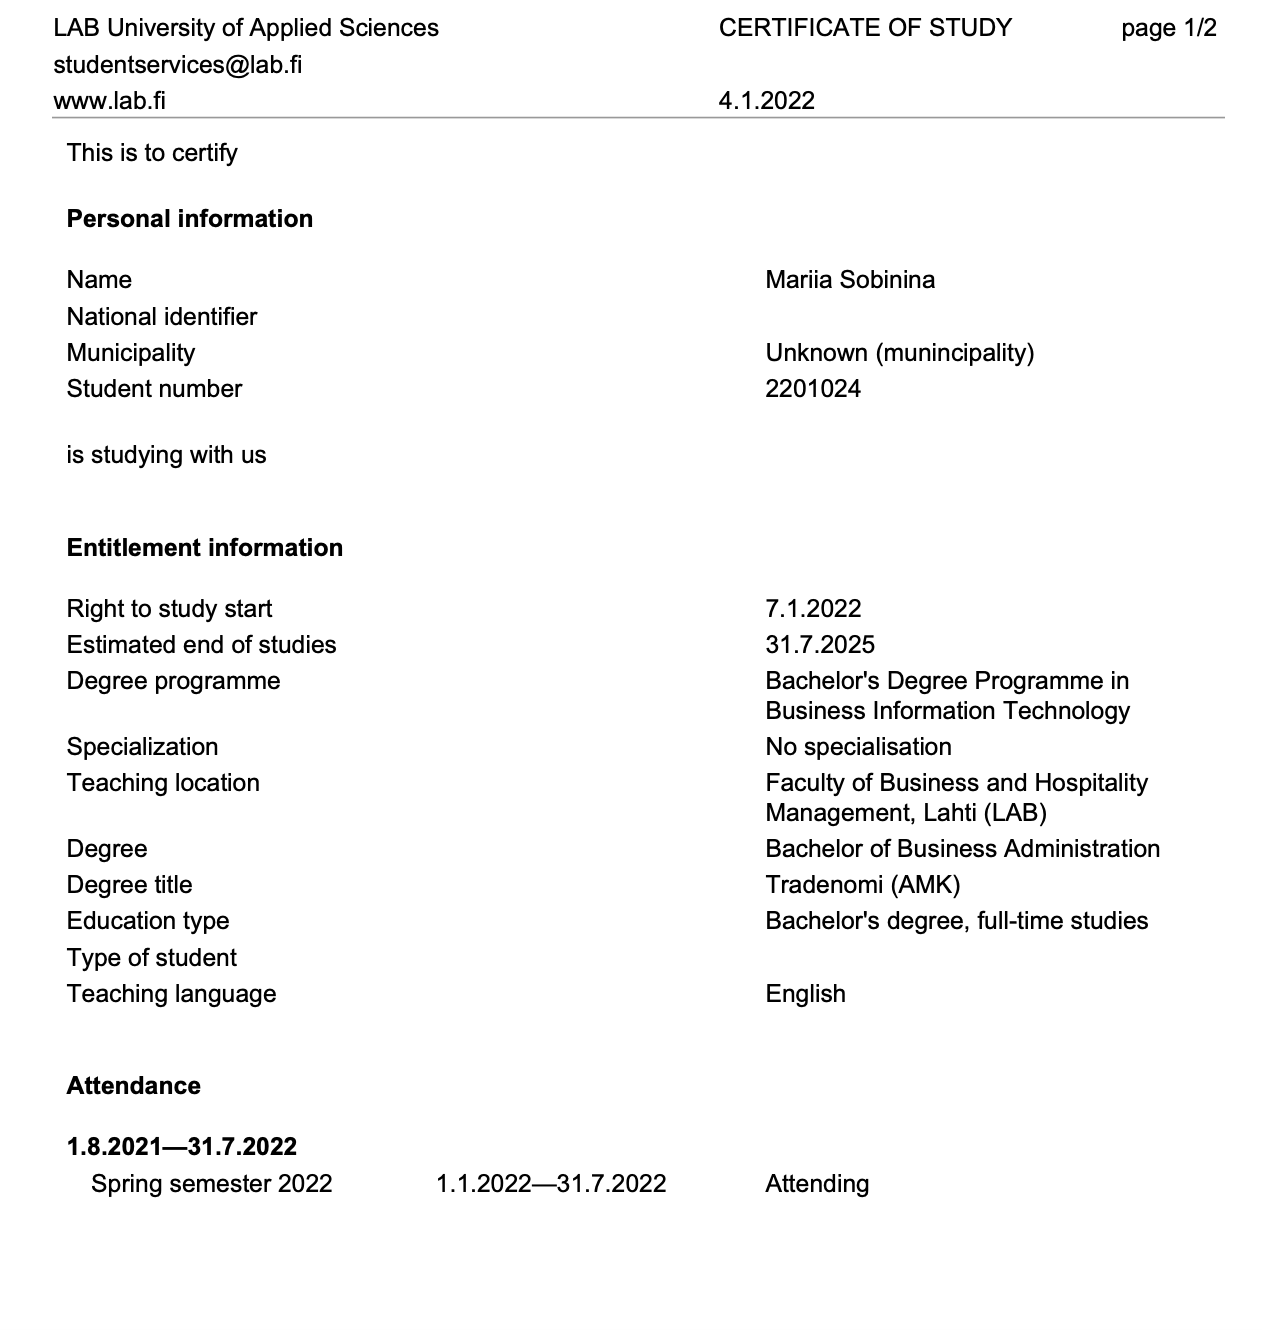 LAB University of Applied Sciences CERTIFICATE OF STUDY page 1/2
studentservices@lab.fi
www.lab.fi 4.1.2022
This is to certify
Personal information
Name Mariia Sobinina
National identifier
Municipality Unknown (munincipality)
Student number 2201024
is studying with us
Entitlement information
Right to study start 7.1.2022
Estimated end of studies 31.7.2025
Degree programme Bachelor's Degree Programme in
Business Information Technology
Specialization No specialisation
Teaching location Faculty of Business and Hospitality
Management, Lahti (LAB)
Degree Bachelor of Business Administration
Degree title Tradenomi (AMK)
Education type Bachelor's degree, full-time studies
Type of student
Teaching language English
Attendance
1.8.2021—31.7.2022
Spring semester 2022 1.1.2022—31.7.2022 Attending